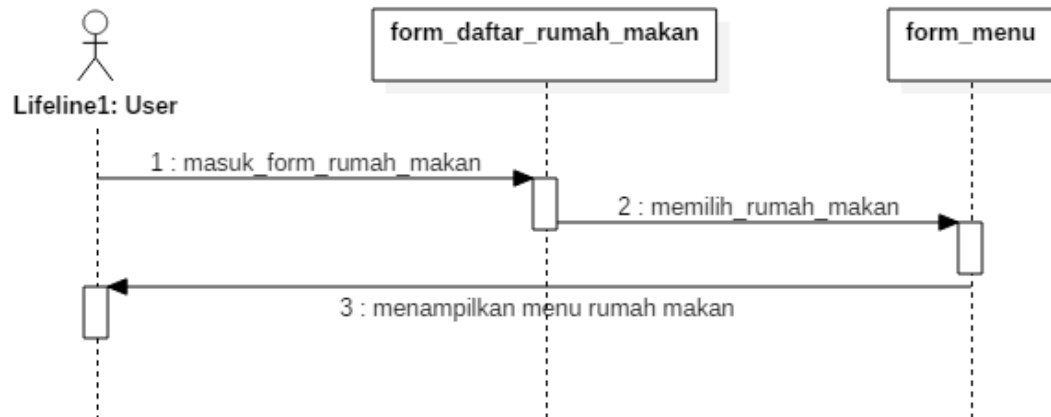 form_daftar_rumah_makan
form_menu
Lifeline1: User
1 : masuk_form_rumah_makan
2 : memilih_rumah_makan
3 : menampilkan menu rumah makan